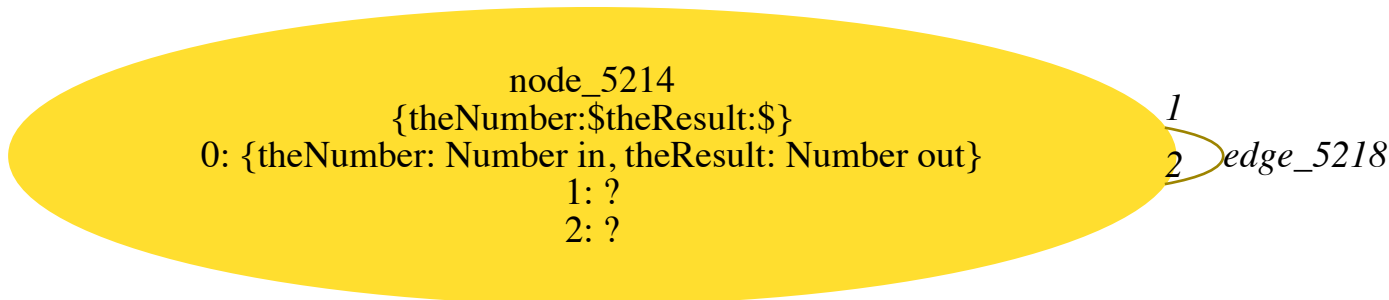 node_5214
{theNumber:$theResult:$}
0: {theNumber: Number in, theResult: Number out}
1: ?
2: ?
1
2
edge_5218